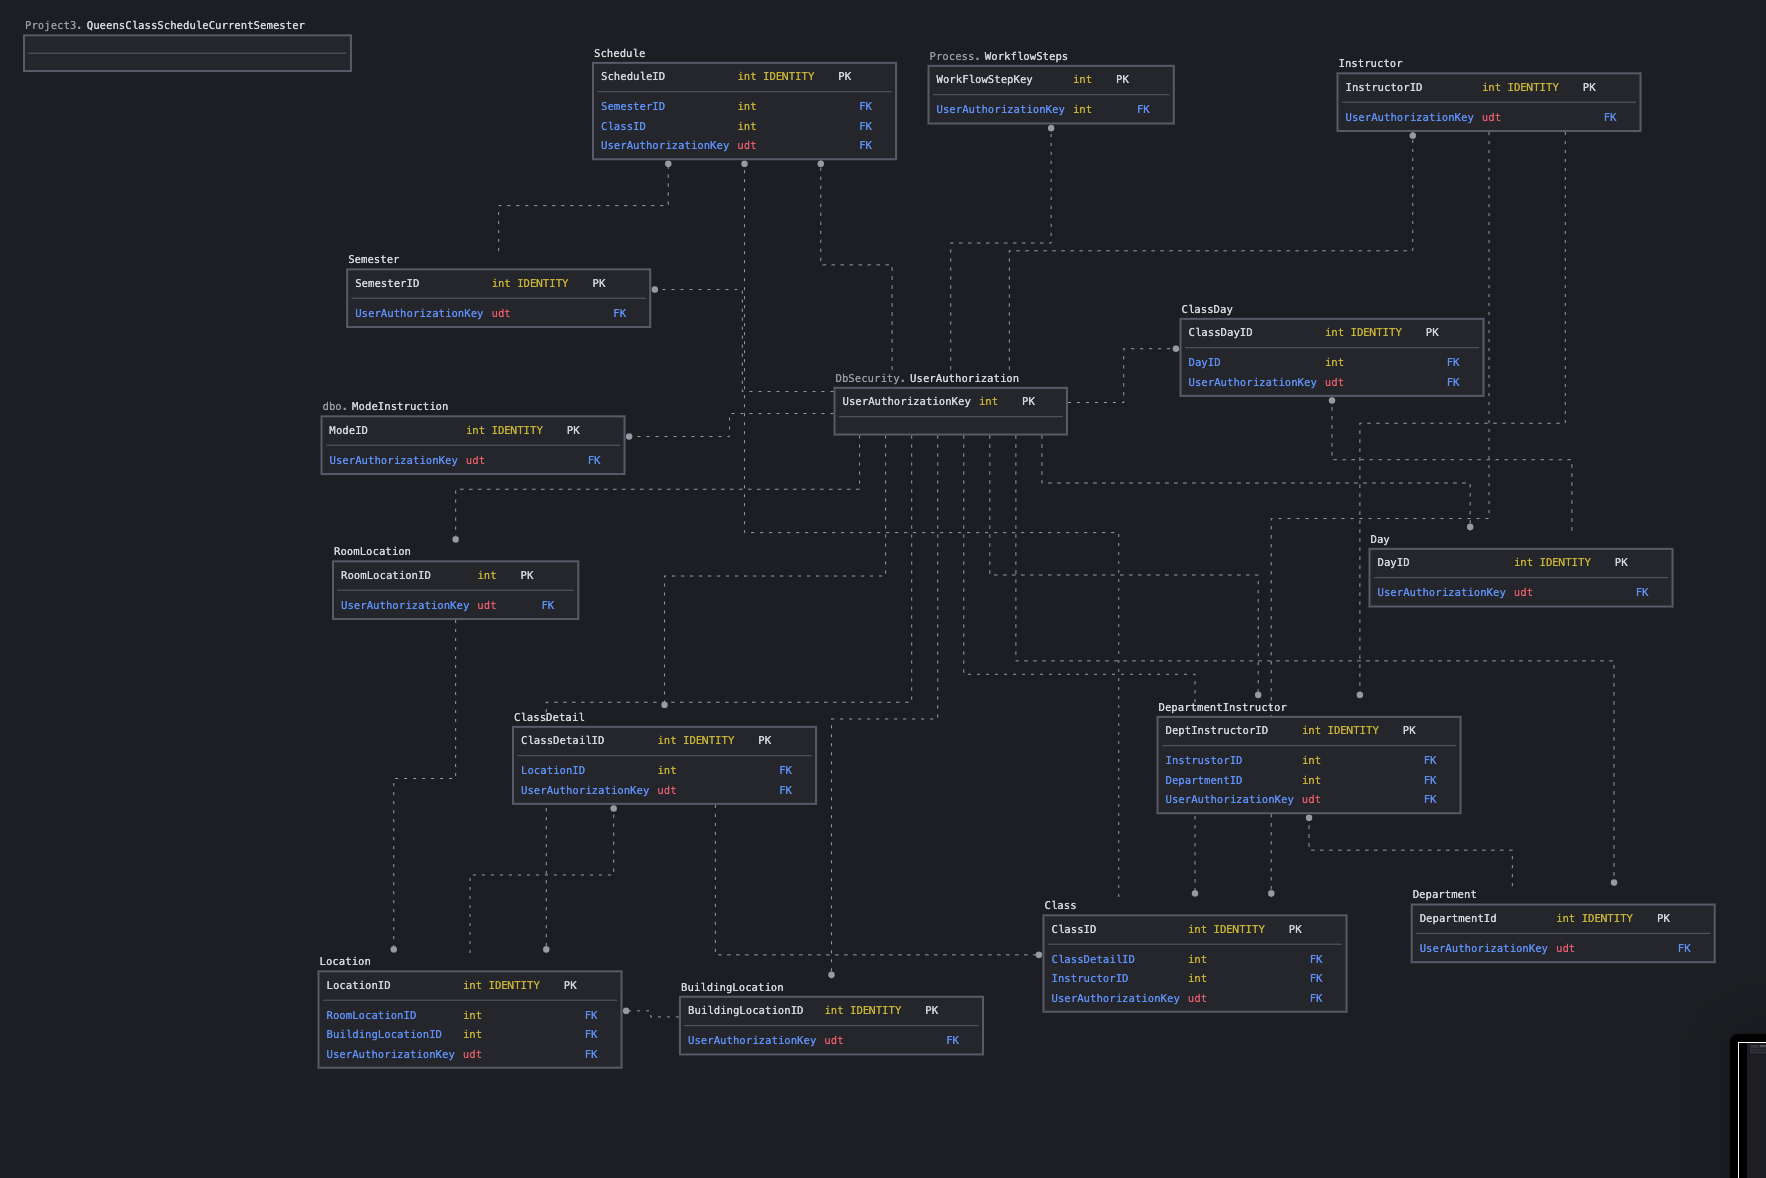 Project3. QueensClassScheduleCurrentSemester
Schedule
ScheduleID int IDENTITY PK
SemesterID int FK
ClassID int FK
UserAuthorizationKey udt FK
Process. WorkflowSteps
WorkFlowStepKey int PK
UserAuthorizationKey int FK
Instructor
InstructorID int IDENTITY PK
UserAuthorizationKey udt FK
Semester
SemesterID int IDENTITY PK
UserAuthorizationKey udt FK
ClassDay
ClassDayID int IDENTITY PK
DayID int FK
UserAuthorizationKey udt FK
DbSecurity. UserAuthorization
UserAuthorizationKey int PK
dbo. ModeInstruction
ModeID int IDENTITY PK
UserAuthorizationKey udt FK
Day
DayID int IDENTITY PK
UserAuthorizationKey udt FK
RoomLocation
RoomLocationID int PK
UserAuthorizationKey udt FK
ClassDetail
ClassDetailID int IDENTITY PK
LocationID int FK
UserAuthorizationKey udt FK
DepartmentInstructor
DeptInstructorID int IDENTITY PK
InstrustorID int FK
DepartmentID int FK
UserAuthorizationKey udt FK
Department
DepartmentId int IDENTITY PK
UserAuthorizationKey udt FK
Class
ClassID int IDENTITY PK
ClassDetailID int FK
InstructorID int FK
UserAuthorizationKey udt FK
Location
LocationID int IDENTITY PK
RoomLocationID int FK
BuildingLocationID int FK
UserAuthorizationKey udt FK
BuildingLocation
BuildingLocationID int IDENTITY PK
UserAuthorizationKey udt FK